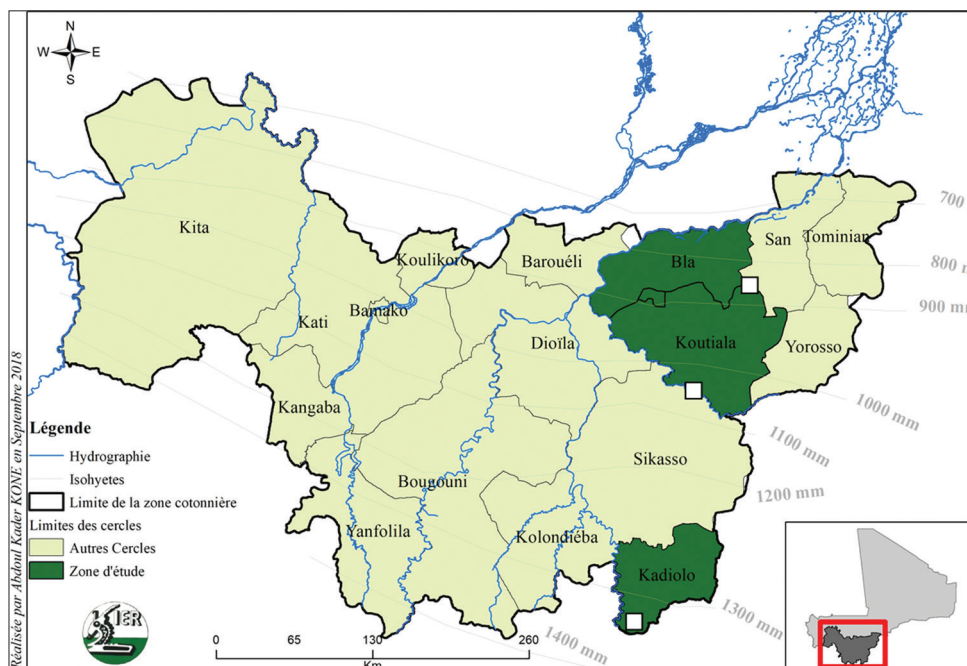 N
W E
S
Kita
Koulikoro
Barouéli
Bla
San
Tominian
700
800 m
900 mm
Bamako
Kati
Dioïla
Koutiala
Yorosso
1000 mm
Kangaba
1100 mm
Sikasso
1200 mm
Bougouni
Yanfolila
Kolondiéba
Kadiolo
1300 mm
1400 mm
Légende
Hydrographie
Isohyetes
Limite de la zone cotonnière
Limites des cercles
Autres Cercles
Zone d'étude
IER
0 65 130 260
Km
Réalisée par Abdoul Kader KONE en Septembre 2018